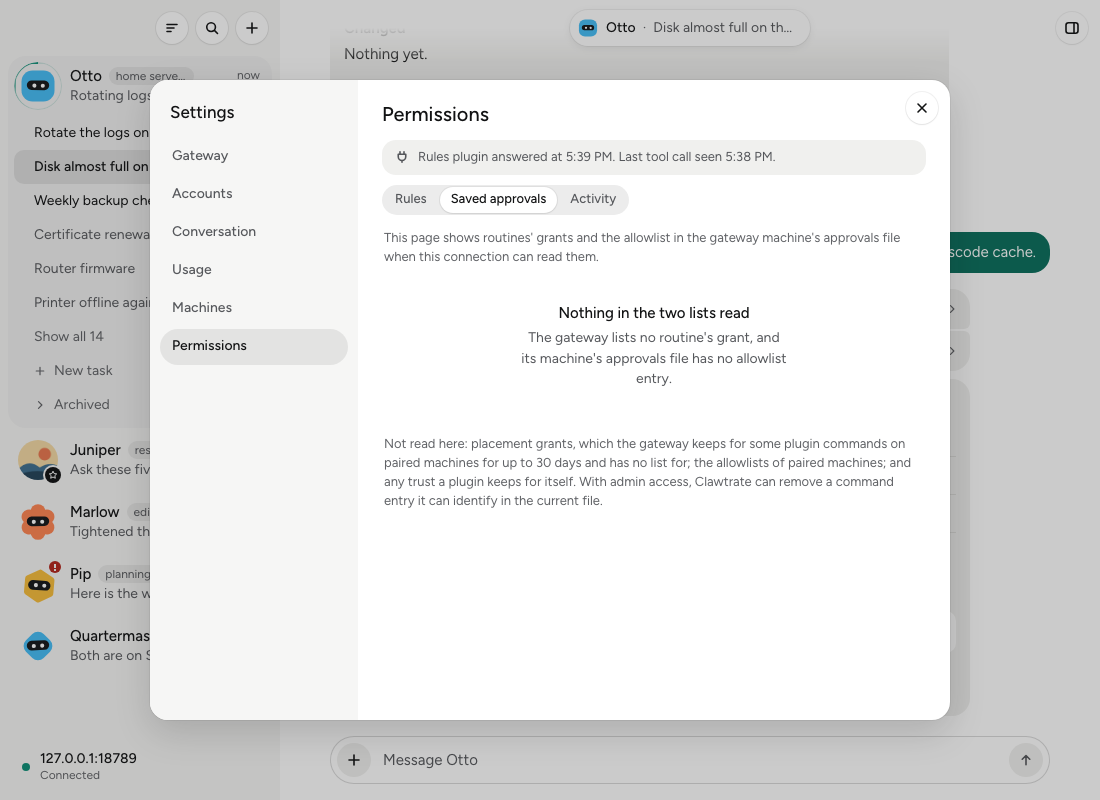 Changed
Otto · Disk almost full on th...
Nothing yet.
Otto home serve... now
Rotating logs
Rotate the logs on
Disk almost full on
Weekly backup che
Certificate renewa
Router firmware
Printer offline again
Show all 14
New task
Archived
Juniper res
Ask these fiv
Marlow edi
Tightened th
Pip planning
Here is the w
Quartermas
Both are on S
127.0.0.1:18789
Connected
Settings
Gateway
Accounts
Conversation
Usage
Machines
Permissions
Permissions
Rules plugin answered at 5:39 PM. Last tool call seen 5:38 PM.
Rules Saved approvals Activity
This page shows routines' grants and the allowlist in the gateway machine's approvals file
when this connection can read them.
Nothing in the two lists read
The gateway lists no routine's grant, and
its machine's approvals file has no allowlist
entry.
Not read here: placement grants, which the gateway keeps for some plugin commands on
paired machines for up to 30 days and has no list for; the allowlists of paired machines; and
any trust a plugin keeps for itself. With admin access, Clawtrate can remove a command
entry it can identify in the current file.
scode cache.
Message Otto